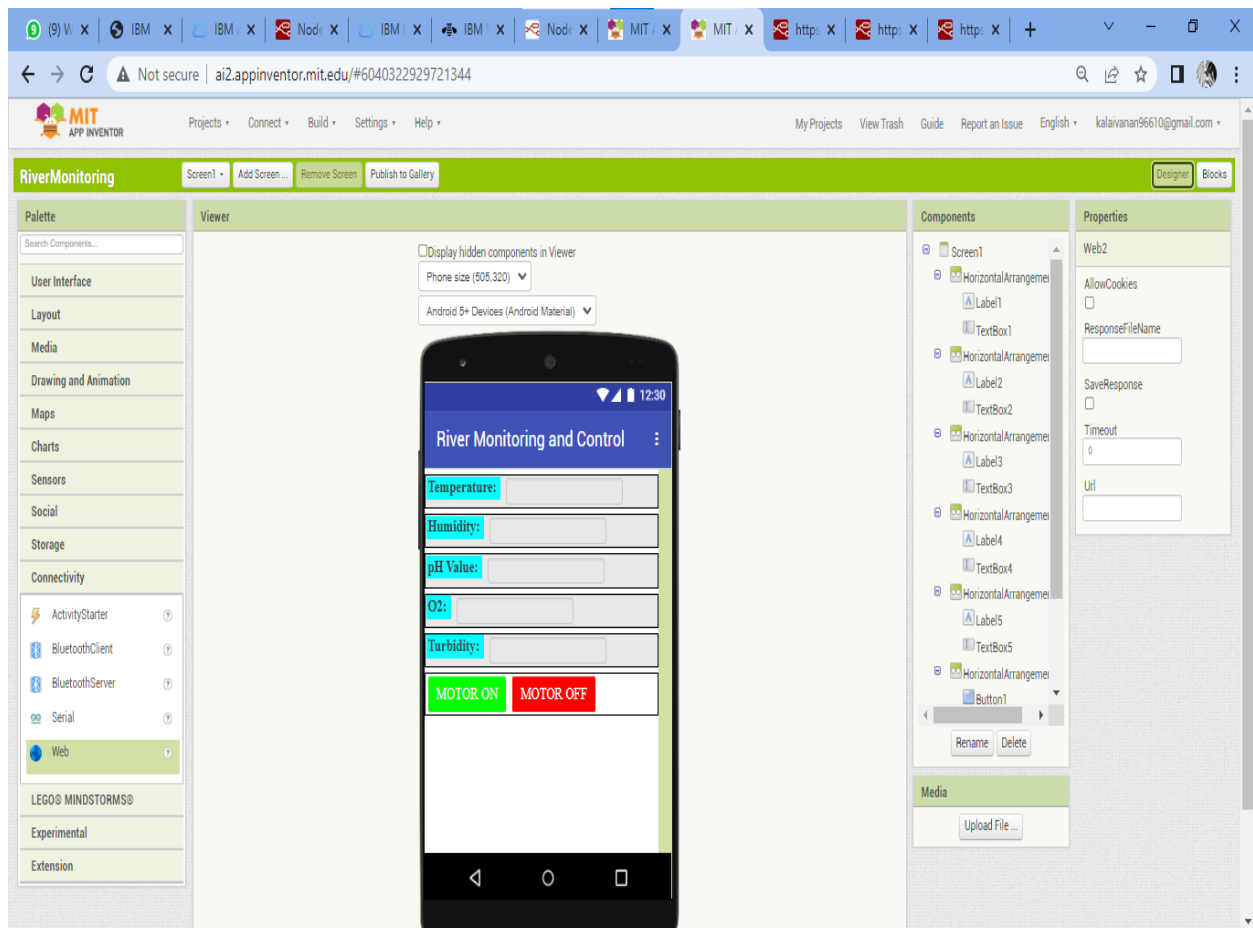 (9) W IBM IBM / Node IBM ( IBM Node MIT / MIT / https https https
Not secure ai2.appinventor.mit.edu/#6040322929721344
MIT
APP INVENTOR
Projects Connect Build Settings Help My Projects View Trash Guide Report an Issue English kalaivanan96610@gmail.com
RiverMonitoring Screen1 Add Screen ... Remove Screen Publish to Gallery Designer Blocks
Palette
Search Components...
User Interface
Layout
Media
Drawing and Animation
Maps
Charts
Sensors
Social
Storage
Connectivity
ActivityStarter
BluetoothClient
BluetoothServer
Serial
Web
LEGO® MINDSTORMS®
Experimental
Extension
Viewer
Display hidden components in Viewer
Phone size (505,320)
Android 5+ Devices (Android Material)
12:30
River Monitoring and Control
Temperature:
Humidity:
pH Value:
O2:
Turbidity:
MOTOR ON MOTOR OFF
Components
Screen1
HorizontalArrangemer
Label1
TextBox1
HorizontalArrangemer
Label2
TextBox2
HorizontalArrangemer
Label3
TextBox3
HorizontalArrangemer
Label4
TextBox4
HorizontalArrangemer
Label5
TextBox5
HorizontalArrangemer
Button1
Rename Delete
Media
Upload File ...
Properties
Web2
AllowCookies
ResponseFileName
SaveResponse
Timeout
0
Url